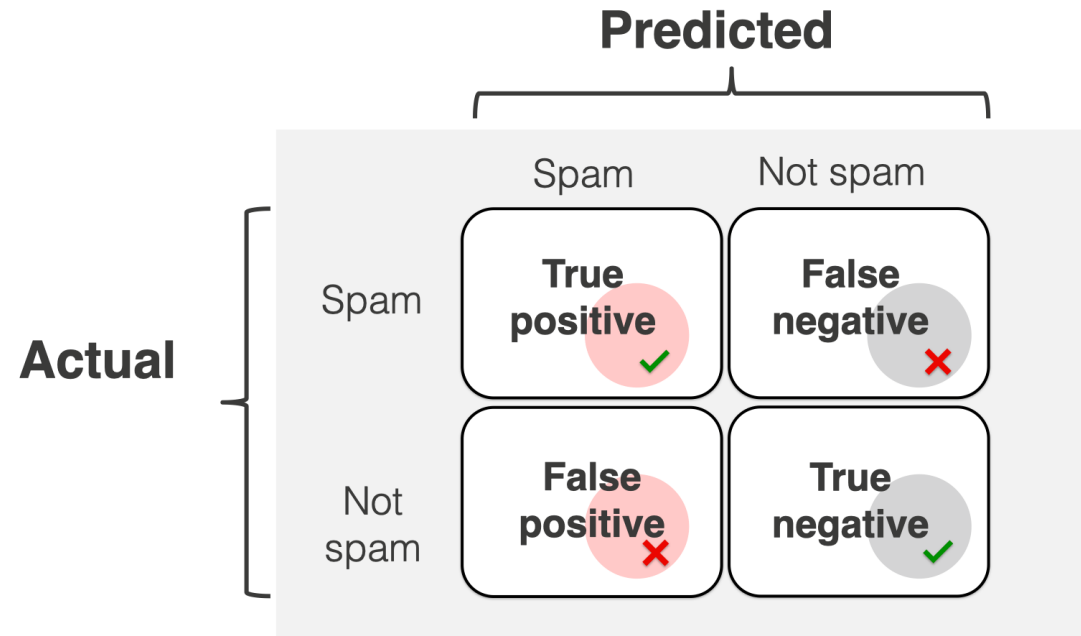 Predicted
Spam
Not spam
Actual
Spam
True
positive
False
negative
Not
spam
False
positive
True
negative